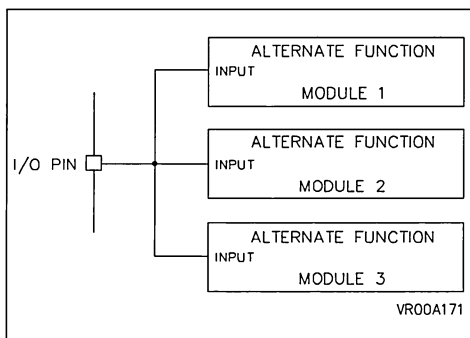 ALTERNATE FUNCTION
INPUT
MODULE 1
ALTERNATE FUNCTION
I/O PIN
INPUT
MODULE 2
ALTERNATE FUNCTION
INPUT
MODULE 3
VR00A171